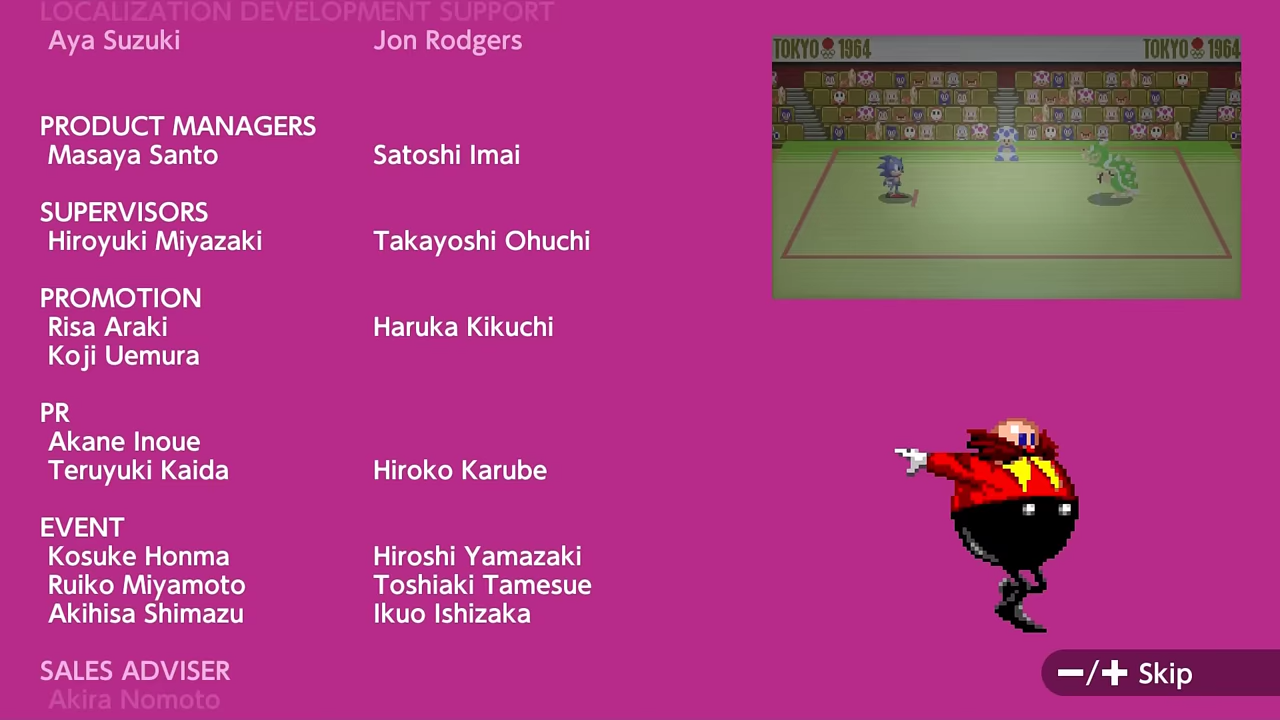 LOCALIZATION DEVELOPMENT SUPPORT
Aya Suzuki Jon Rodgers
PRODUCT MANAGERS
Masaya Santo Satoshi Imai
SUPERVISORS
Hiroyuki Miyazaki Takayoshi Ohuchi
PROMOTION
Risa Araki Haruka Kikuchi
Koji Uemura
PR
Akane Inoue
Teruyuki Kaida Hiroko Karube
EVENT
Kosuke Honma Hiroshi Yamazaki
Ruiko Miyamoto Toshiaki Tamesue
Akihisa Shimazu Ikuo Ishizaka
SALES ADVISER
Akira Nomoto
TOKYO 1964 TOKYO 1964
−/+ Skip